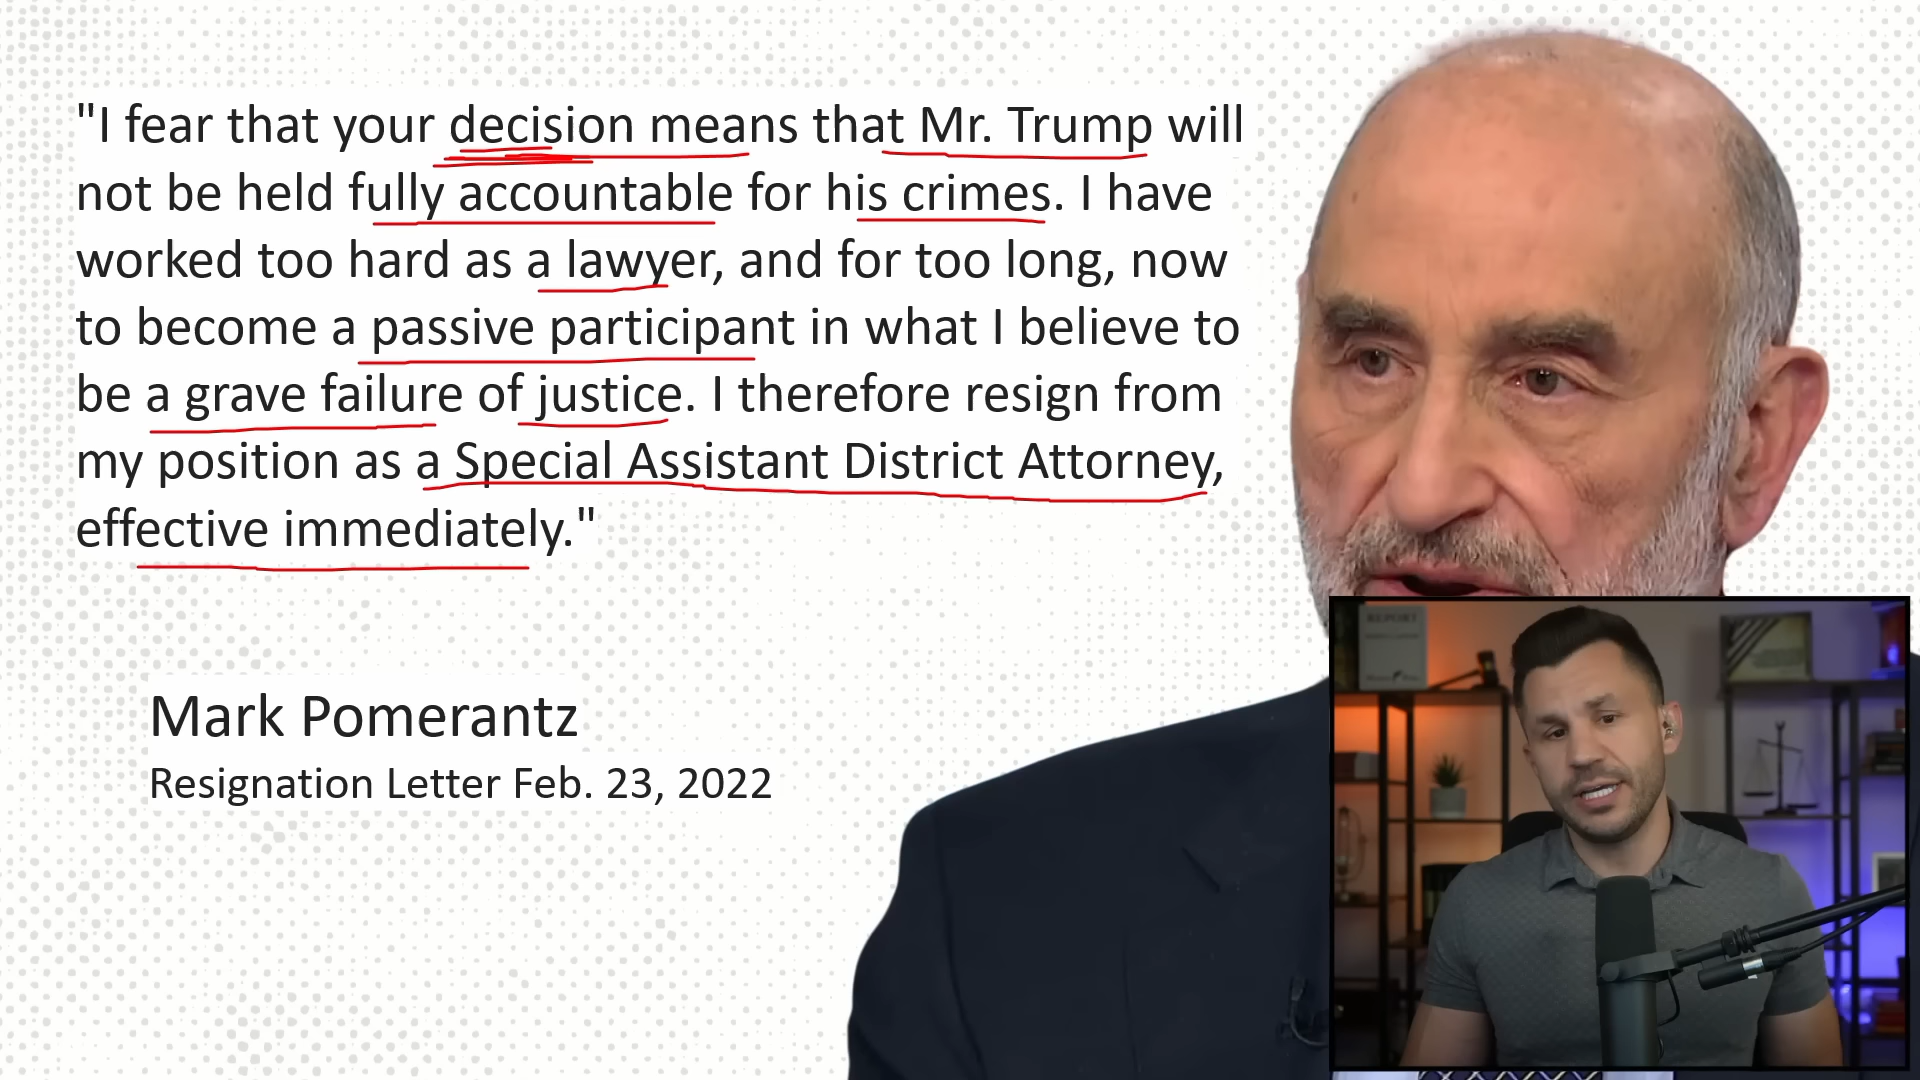 "I fear that your decision means that Mr. Trump will
not be held fully accountable for his crimes. I have
worked too hard as a lawyer, and for too long, now
to become a passive participant in what I believe to
be a grave failure of justice. I therefore resign from
my position as a Special Assistant District Attorney,
effective immediately."
Mark Pomerantz
Resignation Letter Feb. 23, 2022
REPORT